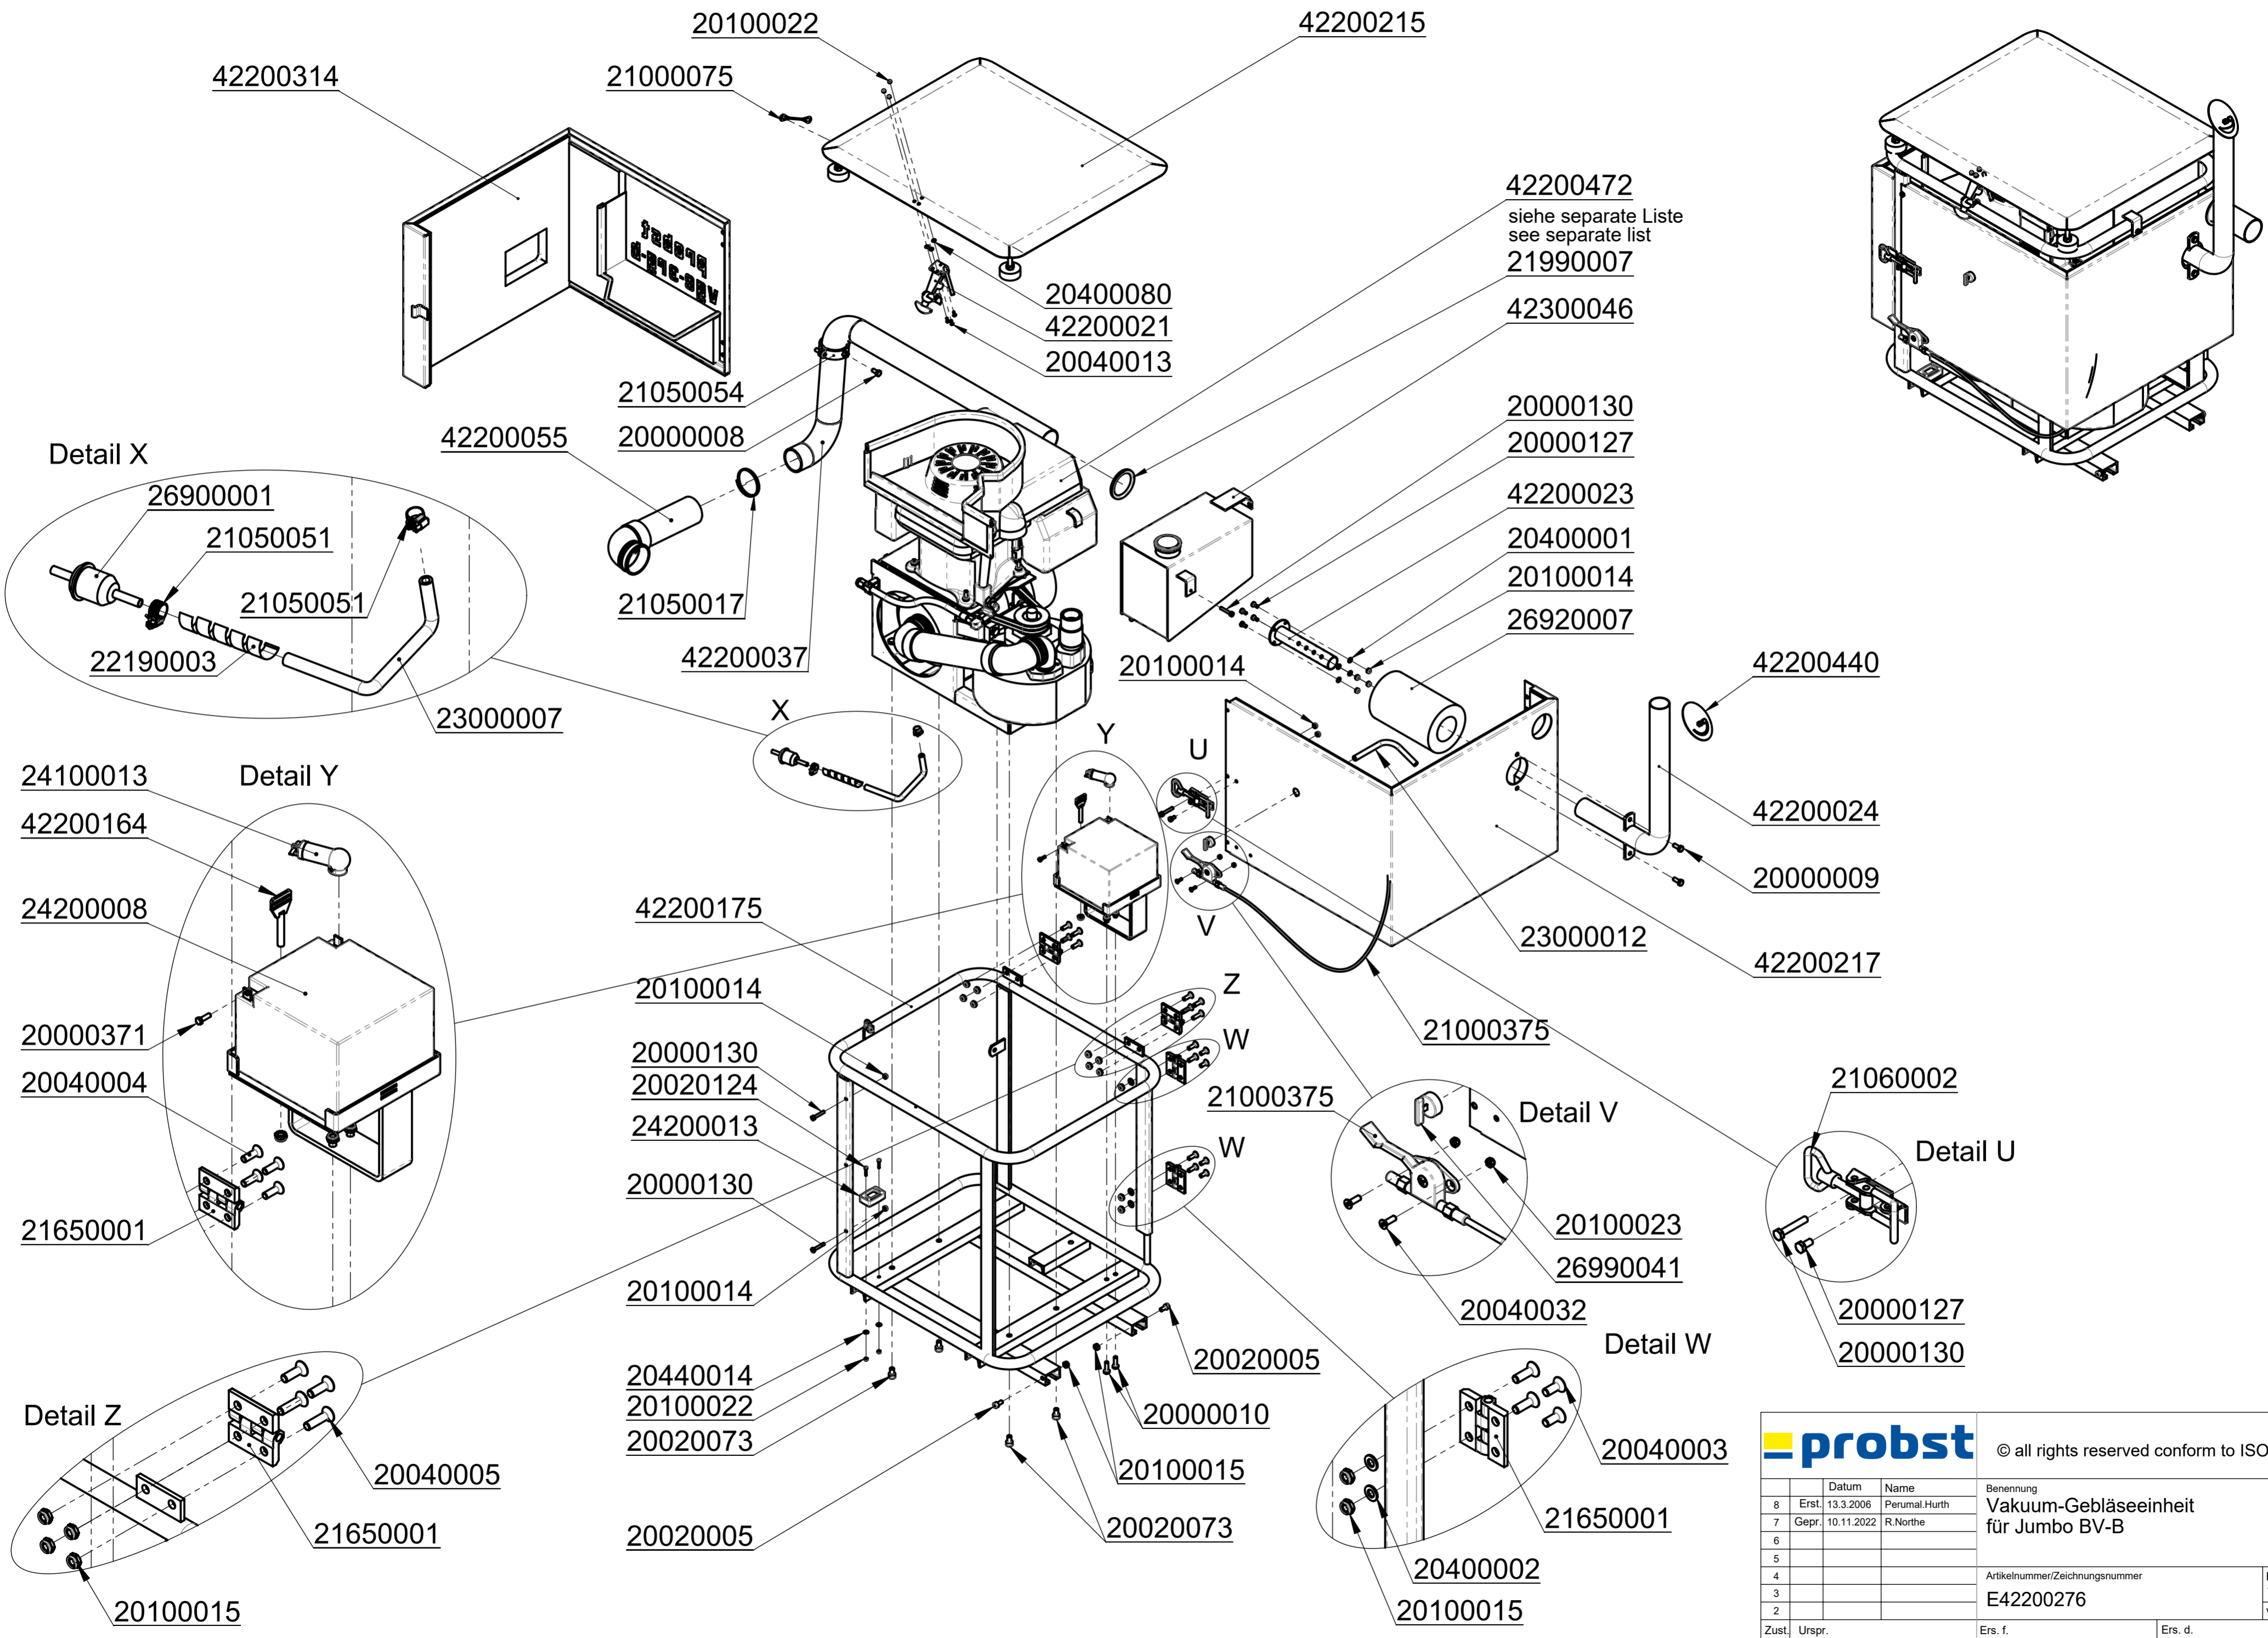 20100022
42200215
42200314
21000075
42200472
siehe separate Liste
see separate list
21990007
42300046
20400080
42200021
20040013
probst
VSG-379-b
21050054
20000008
42200055
21050017
42200037
20000130
20000127
42200023
20400001
20100014
26920007
20100014
42200440
42200024
20000009
42200217
23000012
21000375
Detail X
26900001
21050051
21050051
22190003
23000007
X
Y
U
V
Z
W
W
Detail Y
24100013
42200164
24200008
20000371
20040004
21650001
42200175
20100014
20000130
20020124
24200013
20000130
20100014
20440014
20100022
20020073
20020005
20020005
20000010
20100015
20020073
21000375
Detail V
20100023
26990041
20040032
21060002
Detail U
20000127
20000130
Detail W
20040003
21650001
20400002
20100015
Detail Z
20040005
21650001
20100015
probst
© all rights reserved conform to ISO
Datum Name
8 Erst. 13.3.2006 Perumal.Hurth
7 Gepr. 10.11.2022 R.Northe
6
5
4
3
2
Zust. Urspr.
Benennung
Vakuum-Gebläseeinheit
für Jumbo BV-B
Artikelnummer/Zeichnungsnummer
E42200276
Ers. f.
Ers. d.